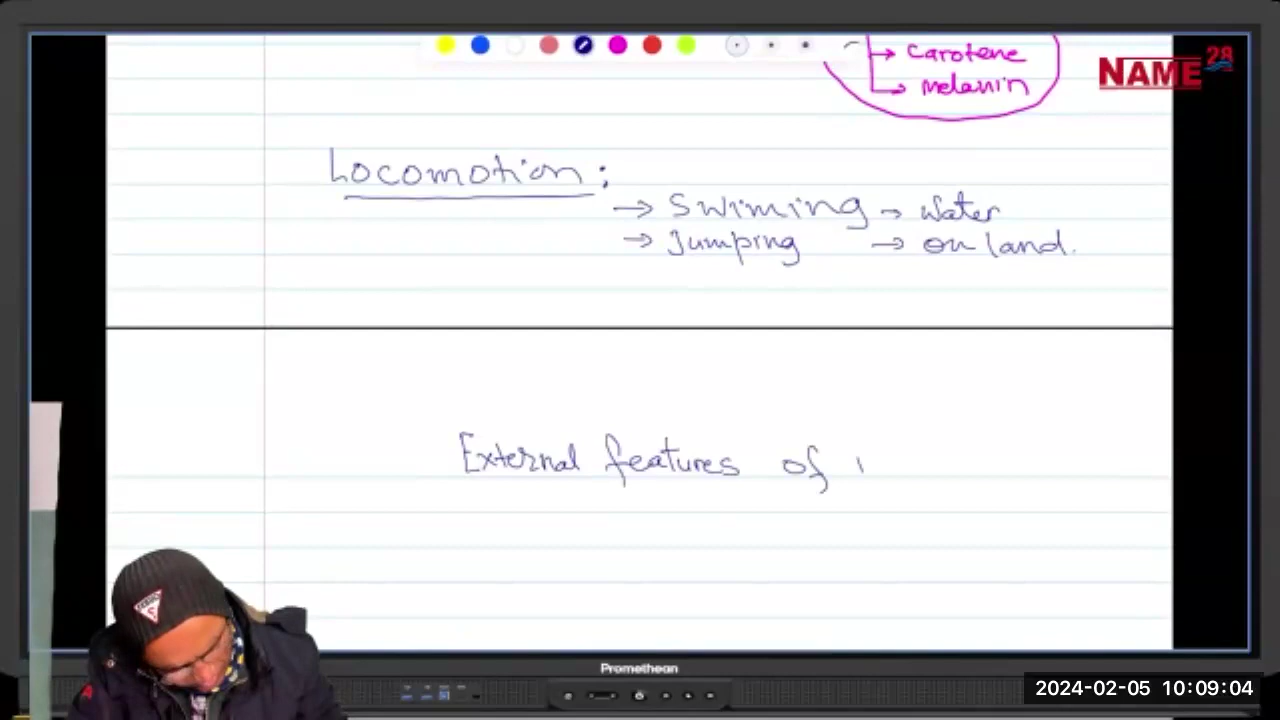 → Carotene
NAME 28
→ Melanin
Locomotion :
→ Swiming → Water
→ Jumping → on land.
External features of
Promethean
2024-02-05 10:09:04